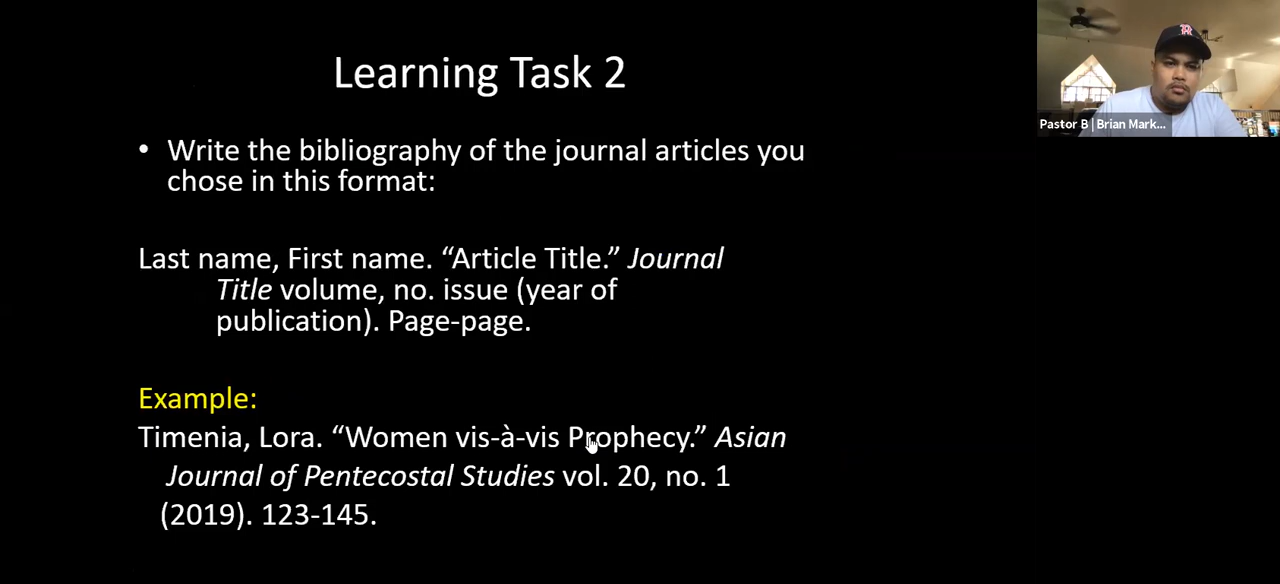 Learning Task 2
• Write the bibliography of the journal articles you
chose in this format:
Last name, First name. “Article Title.” Journal
Title volume, no. issue (year of
publication). Page-page.
Example:
Timenia, Lora. “Women vis-à-vis Prophecy.” Asian
Journal of Pentecostal Studies vol. 20, no. 1
(2019). 123-145.
Pastor B | Brian Mark...